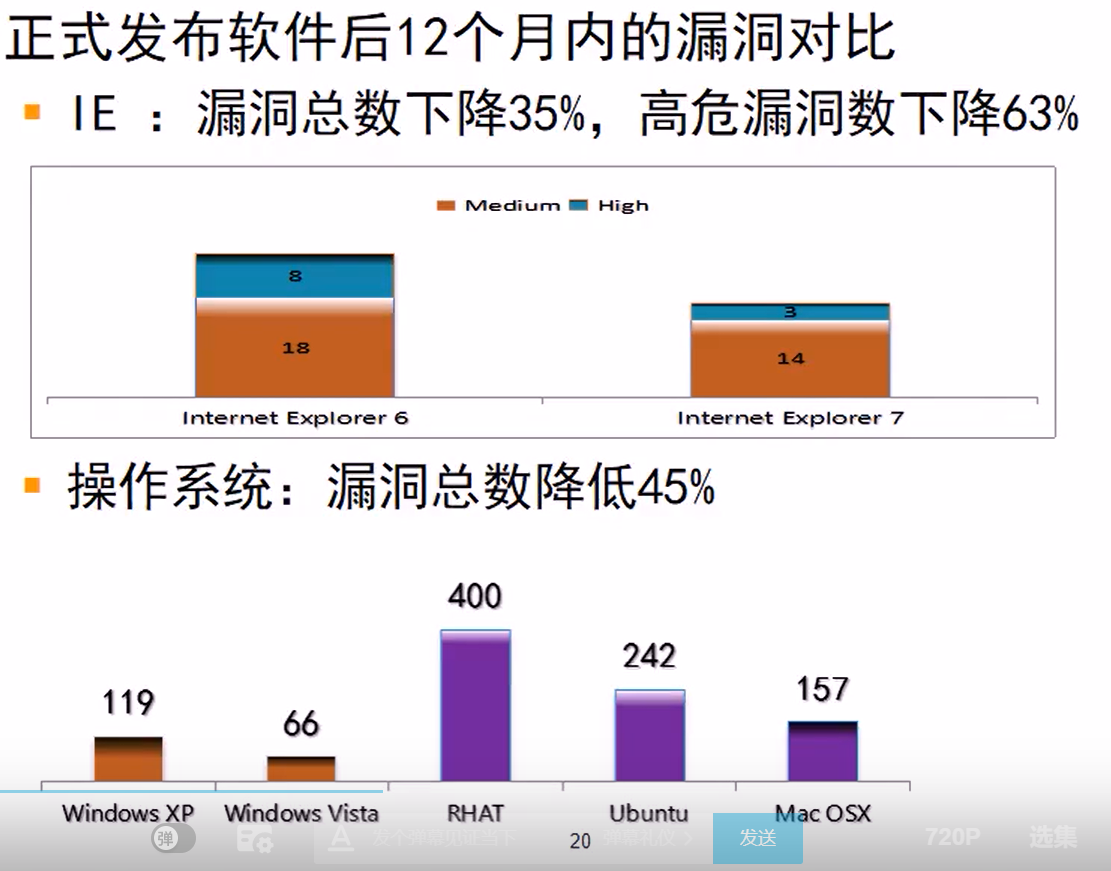 正式发布软件后12个月内的漏洞对比
IE ：漏洞总数下降35%，高危漏洞数下降63%
Medium High
8
3
18
14
Internet Explorer 6 Internet Explorer 7
操作系统：漏洞总数降低45%
400
242
157
119
66
Windows XP Windows Vista RHAT Ubuntu Mac OSX
弹 A 发个弹幕见证当下 20 弹幕礼仪 > 发送 720P 选集